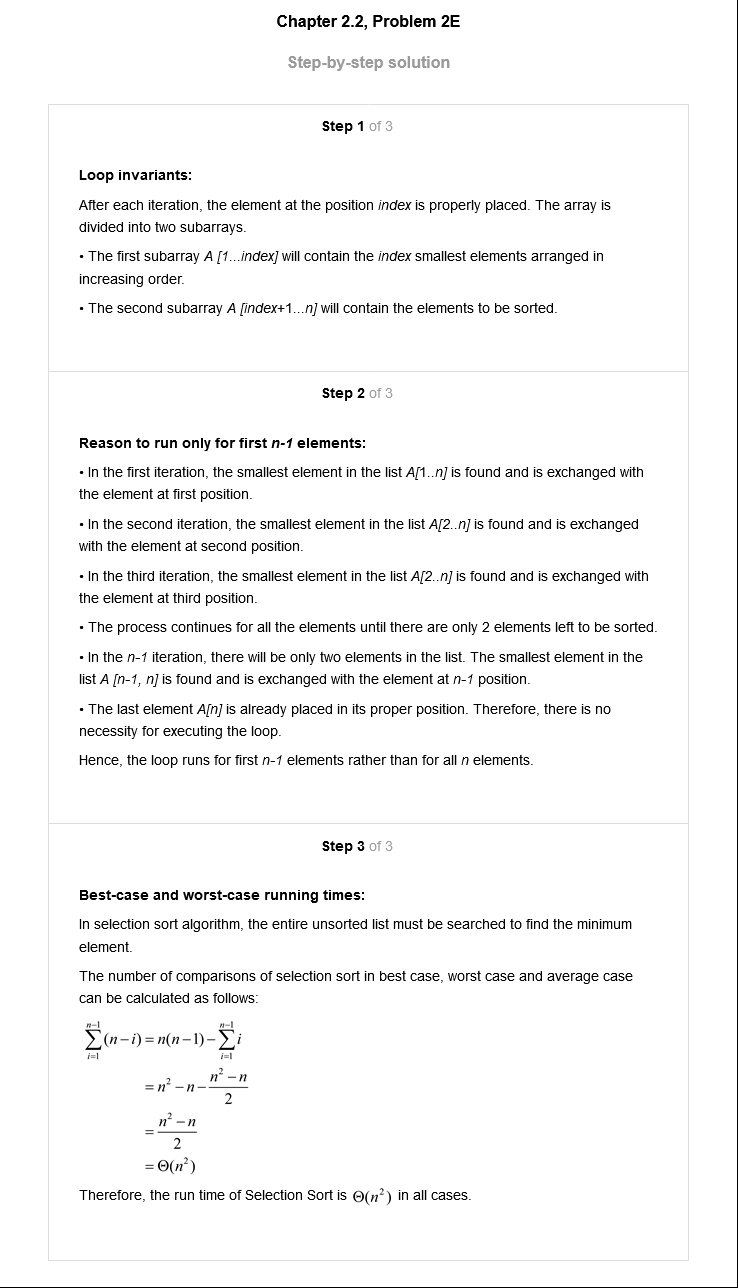 Chapter 2.2, Problem 2E
Step-by-step solution
Step 1 of 3
Loop invariants:
After each iteration, the element at the position index is properly placed. The array is
divided into two subarrays.
• The first subarray A [1...index] will contain the index smallest elements arranged in
increasing order.
• The second subarray A [index+1...n] will contain the elements to be sorted.
Step 2 of 3
Reason to run only for first n-1 elements:
• In the first iteration, the smallest element in the list A[1..n] is found and is exchanged with
the element at first position.
• In the second iteration, the smallest element in the list A[2..n] is found and is exchanged
with the element at second position.
• In the third iteration, the smallest element in the list A[2..n] is found and is exchanged with
the element at third position.
• The process continues for all the elements until there are only 2 elements left to be sorted.
• In the n-1 iteration, there will be only two elements in the list. The smallest element in the
list A [n-1, n] is found and is exchanged with the element at n-1 position.
• The last element A[n] is already placed in its proper position. Therefore, there is no
necessity for executing the loop.
Hence, the loop runs for first n-1 elements rather than for all n elements.
Step 3 of 3
Best-case and worst-case running times:
In selection sort algorithm, the entire unsorted list must be searched to find the minimum
element.
The number of comparisons of selection sort in best case, worst case and average case
can be calculated as follows:
\sum_{i=1}^{n-1}(n-i) = n(n-1) - \sum_{i=1}^{n-1} i
= n^2 - n - \frac{n^2 - n}{2}
= \frac{n^2 - n}{2}
= Θ(n^2)
Therefore, the run time of Selection Sort is Θ(n^2) in all cases.